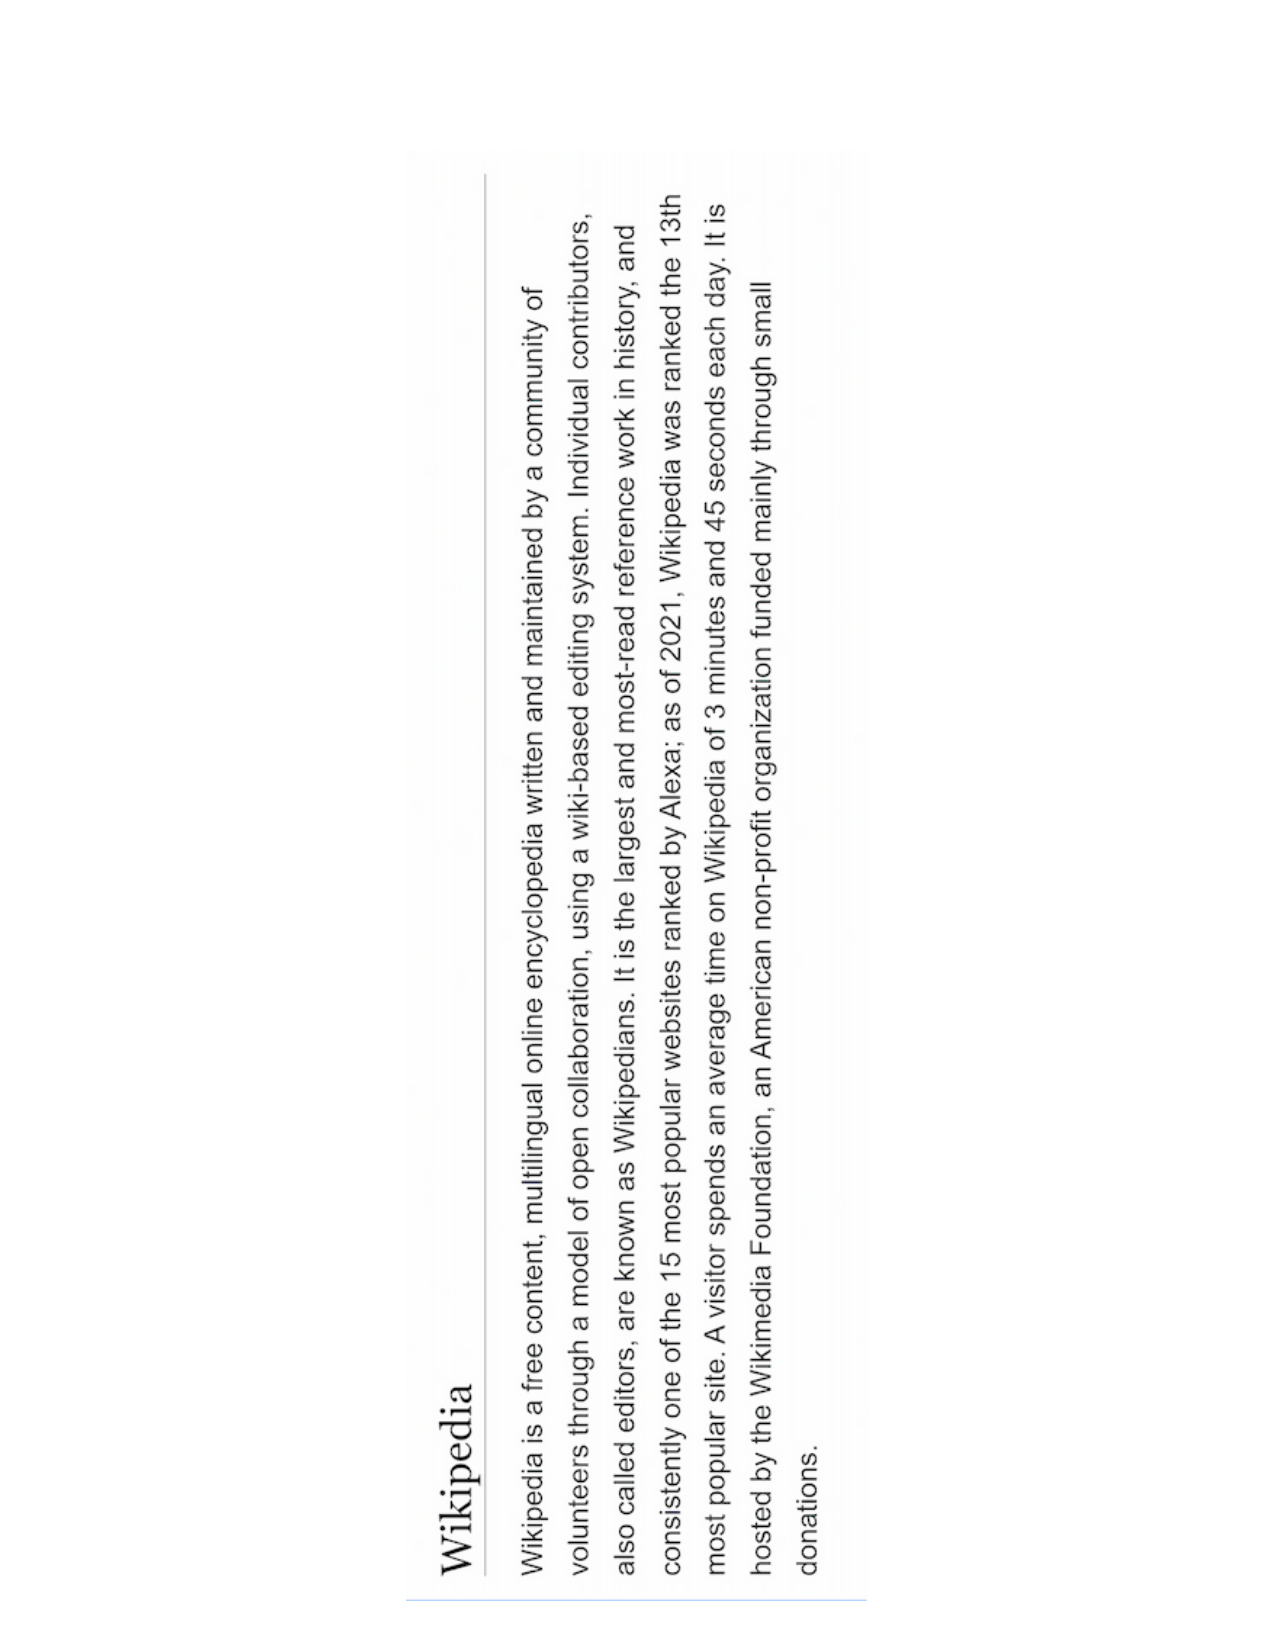 Wikipedia
Wikipedia is a free content, multilingual online encyclopedia written and maintained by a community of
volunteers through a model of open collaboration, using a wiki-based editing system. Individual contributors,
also called editors, are known as Wikipedians. It is the largest and most-read reference work in history, and
consistently one of the 15 most popular websites ranked by Alexa; as of 2021, Wikipedia was ranked the 13th
most popular site. A visitor spends an average time on Wikipedia of 3 minutes and 45 seconds each day. It is
hosted by the Wikimedia Foundation, an American non-profit organization funded mainly through small
donations.